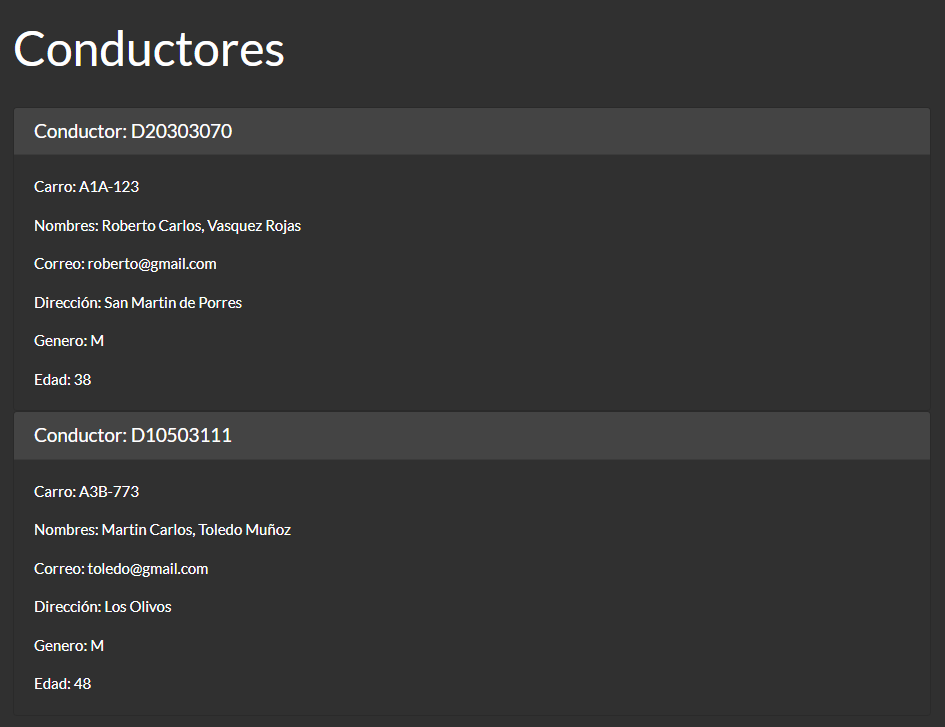 Conductores
Conductor: D20303070
Carro: A1A-123
Nombres: Roberto Carlos, Vasquez Rojas
Correo: roberto@gmail.com
Dirección: San Martin de Porres
Genero: M
Edad: 38
Conductor: D10503111
Carro: A3B-773
Nombres: Martin Carlos, Toledo Muñoz
Correo: toledo@gmail.com
Dirección: Los Olivos
Genero: M
Edad: 48